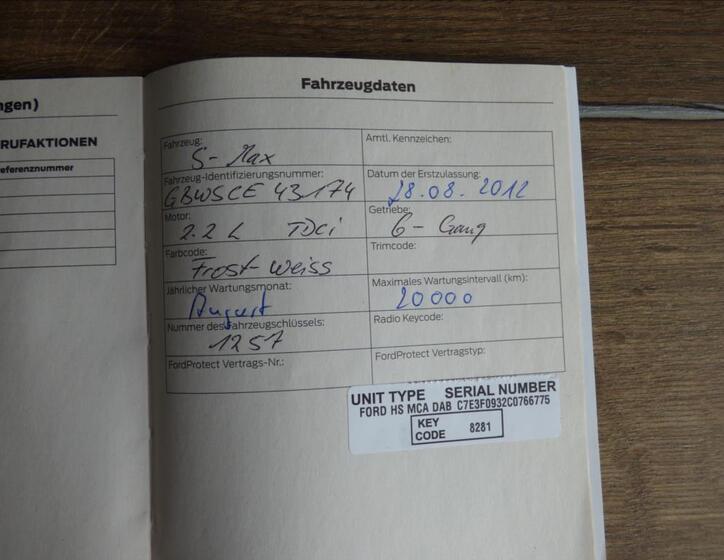 ngen)
RUFAKTIONEN
eferenznummer
Fahrzeugdaten
Fahrzeug:
S-Max
Amtl. Kennzeichen:
Fahrzeug-Identifizierungsnummer:
GBWSCE 43174
Datum der Erstzulassung:
28.08.2012
Motor:
2.2 L TDCi
Getriebe:
6-Gang
Farbcode:
Frost-weiss
Trimcode:
Jährlicher Wartungsmonat:
August
Maximales Wartungsintervall (km):
20000
Nummer des Fahrzeugschlüssels:
1257
Radio Keycode:
FordProtect Vertrags-Nr.:
FordProtect Vertragstyp:
UNIT TYPE SERIAL NUMBER
FORD HS MCA DAB C7E3F0932C0766775
KEY CODE 8281